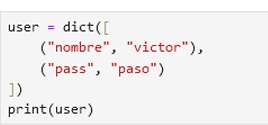 user = dict([
    ("nombre", "victor"),
    ("pass", "paso")
])
print(user)